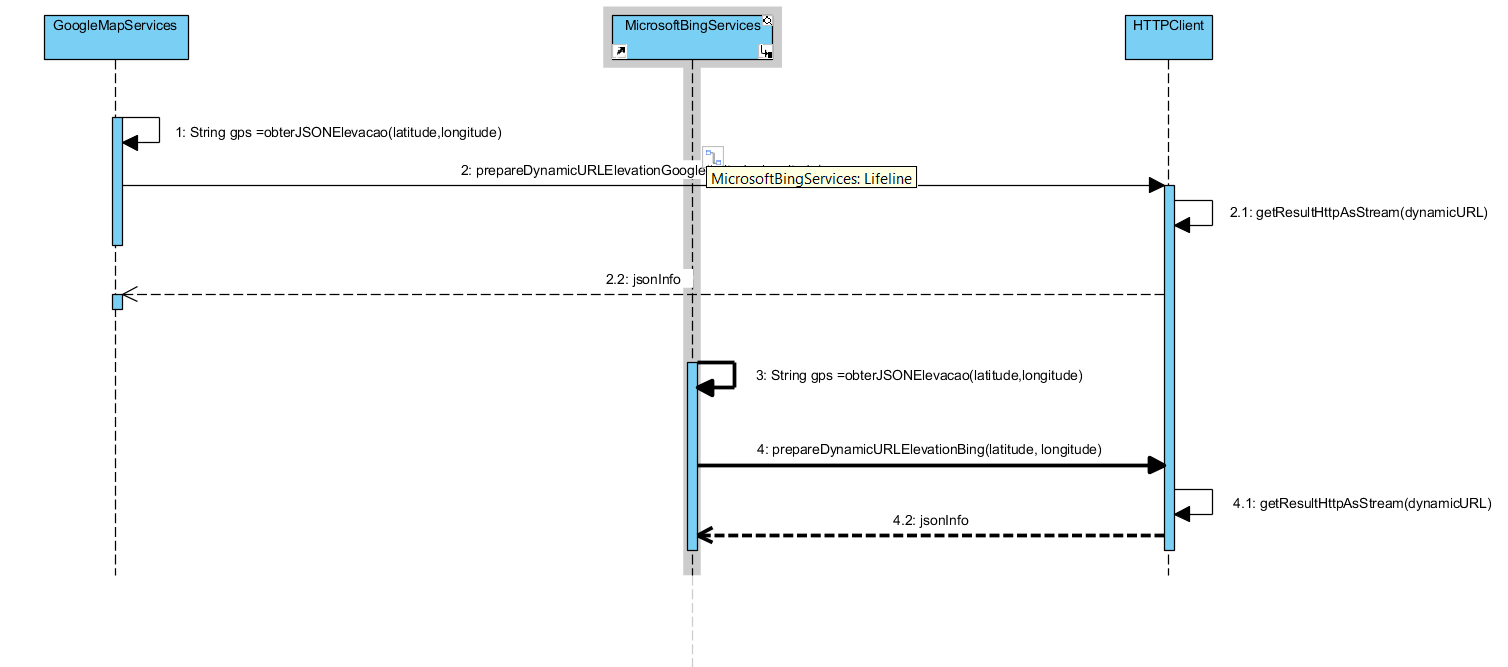 GoogleMapServices
MicrosoftBingServices
HTTPClient
1: String gps =obterJSONElevacao(latitude,longitude)
2: prepareDynamicURLElevationGoogle
MicrosoftBingServices: Lifeline
2.1: getResultHttpAsStream(dynamicURL)
2.2: jsonInfo
3: String gps =obterJSONElevacao(latitude,longitude)
4: prepareDynamicURLElevationBing(latitude, longitude)
4.1: getResultHttpAsStream(dynamicURL)
4.2: jsonInfo